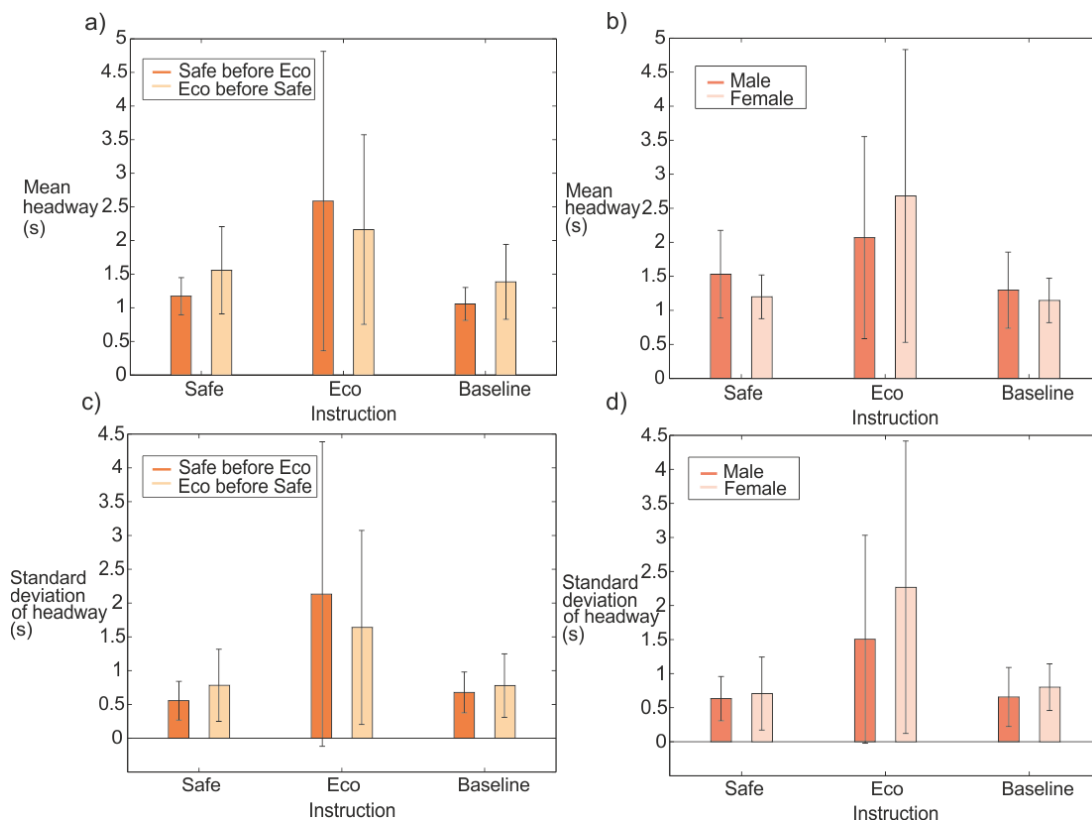 a)
5
4.5
4
3.5
3
2.5
2
1.5
1
0.5
0
Safe before Eco
Eco before Safe
Mean
headway
(s)
Safe
Eco
Baseline
Instruction
b)
5
4.5
4
3.5
3
2.5
2
1.5
1
0.5
0
Male
Female
Mean
headway
(s)
Safe
Eco
Baseline
Instruction
c)
4.5
4
3.5
3
2.5
2
1.5
1
0.5
0
Safe before Eco
Eco before Safe
Standard
deviation
of headway
(s)
Safe
Eco
Baseline
Instruction
d)
4.5
4
3.5
3
2.5
2
1.5
1
0.5
0
Male
Female
Standard
deviation
of headway
(s)
Safe
Eco
Baseline
Instruction